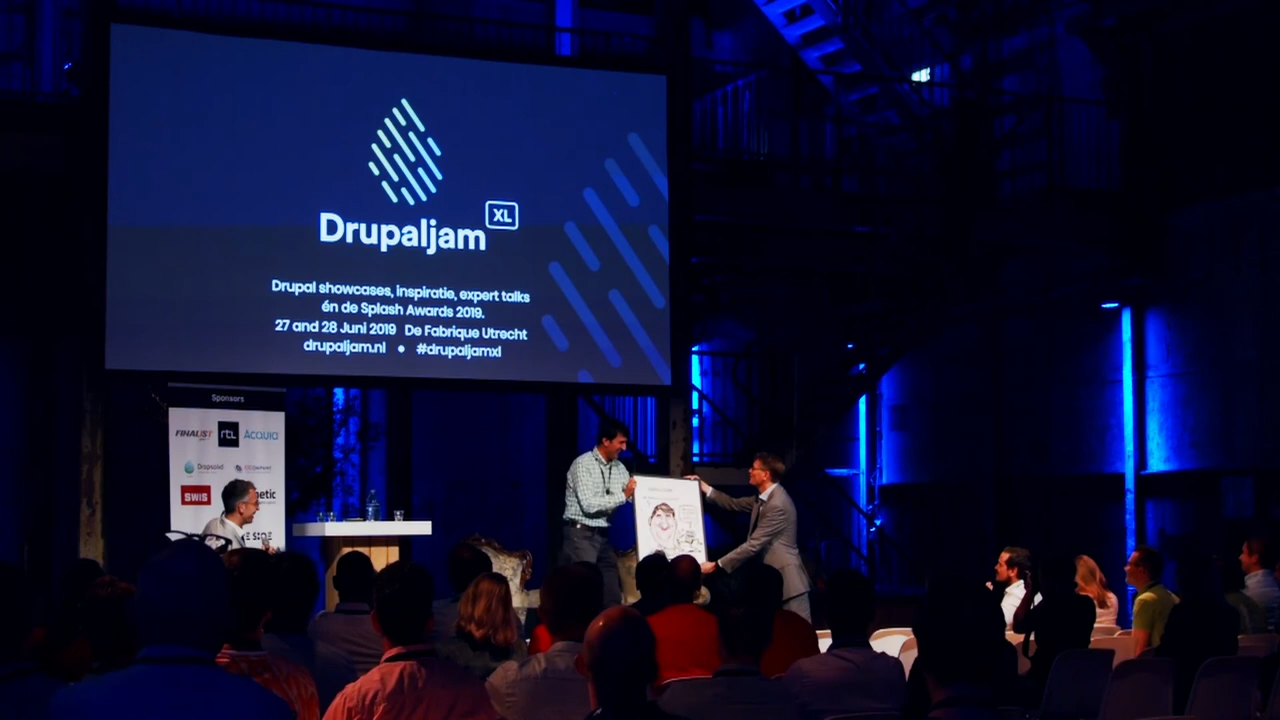 XL
Drupaljam
Drupal showcases, inspiratie, expert talks
én de Splash Awards 2019.
27 and 28 Juni 2019 De Fabrique Utrecht
drupaljam.nl • #drupaljamxl
Sponsors
FINALIST rtl ACQUIA
Dropsolid
SWIS